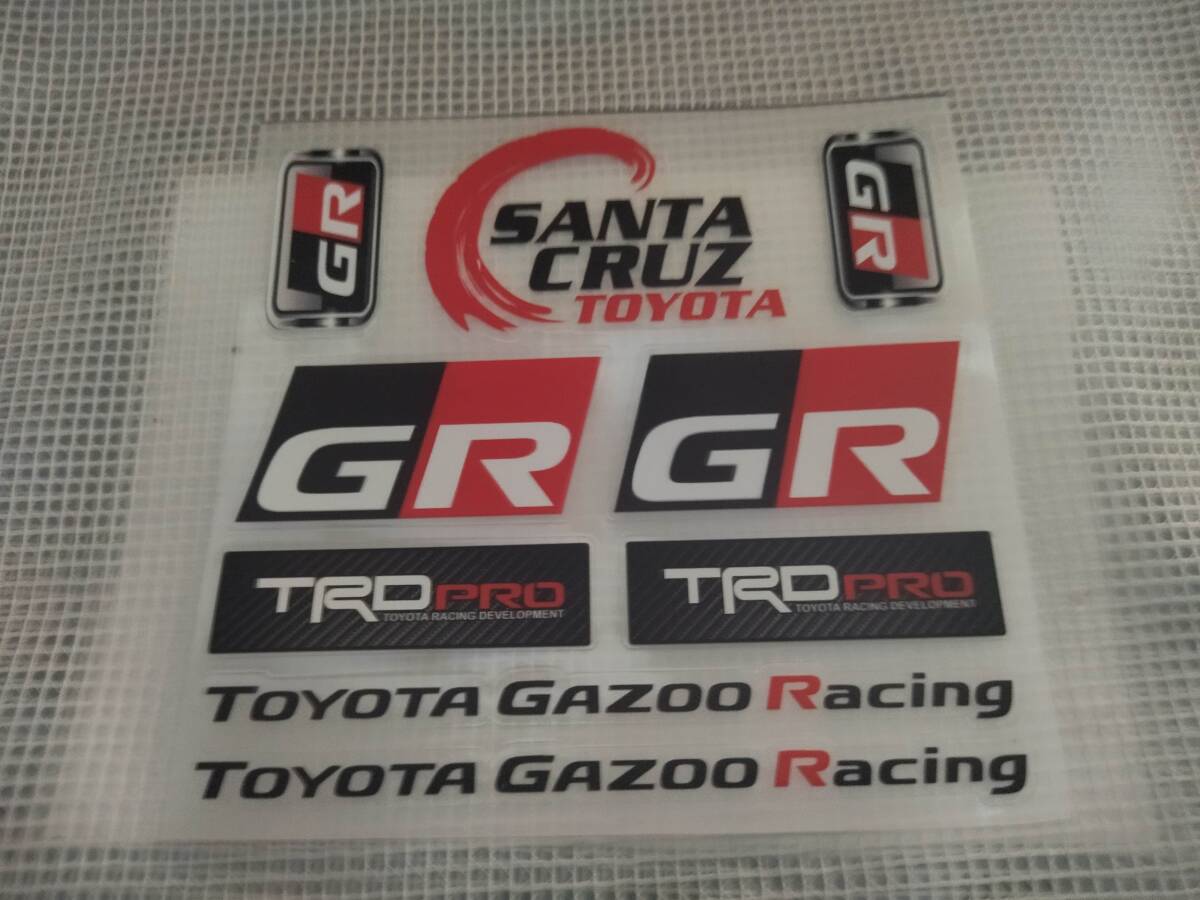 GR
SANTA
CRUZ
TOYOTA
GR
GR
GR
TRDPRO
TOYOTA RACING DEVELOPMENT
TRDPRO
TOYOTA RACING DEVELOPMENT
TOYOTA GAZOO Racing
TOYOTA GAZOO Racing